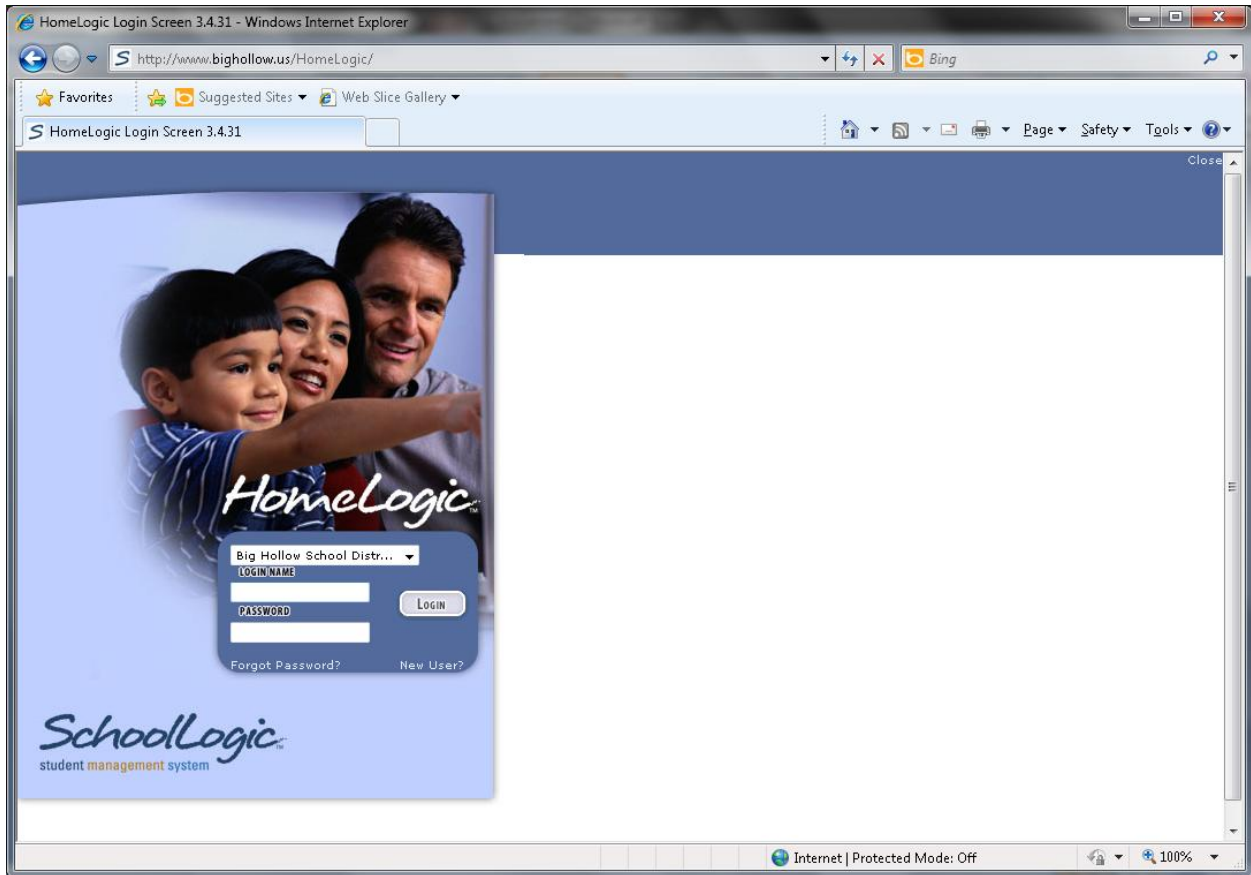 HomeLogic Login Screen 3.4.31 - Windows Internet Explorer
http://www.bighollow.us/HomeLogic/
Bing
Favorites Suggested Sites Web Slice Gallery
HomeLogic Login Screen 3.4.31
Page Safety Tools
Close
HomeLogic™
Big Hollow School Distr...
LOGIN NAME
LOGIN
PASSWORD
Forgot Password? New User?
SchoolLogic™
student management system
Internet | Protected Mode: Off 100%